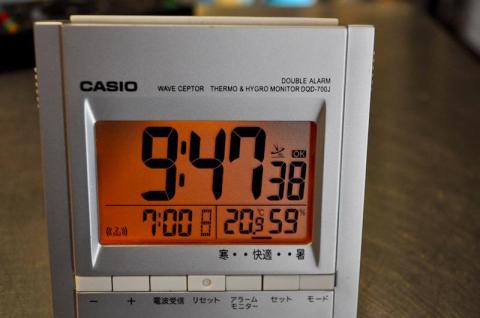 CASIO
DOUBLE ALARM
WAVE CEPTOR THERMO & HYGRO MONITOR DQD-700J
9:47 38
OK
7:00 20.9℃ 59%
寒・・快適・・暑
− + 電波受信 リセット アラームモニター セット モード